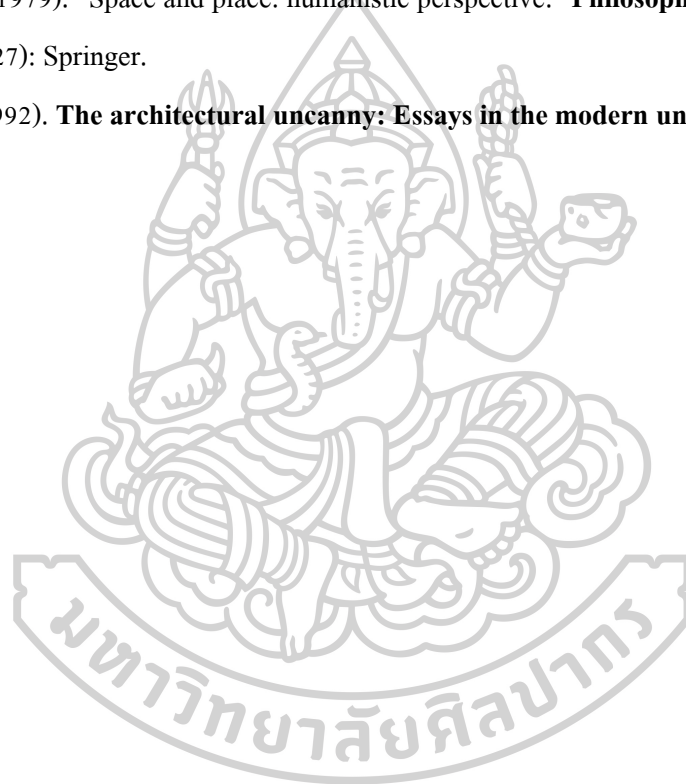 1979). "Space and place: humanistic perspective." Philosoph
27): Springer.
992). The architectural uncanny: Essays in the modern un
มหาวิทยาลัยศิลปากร